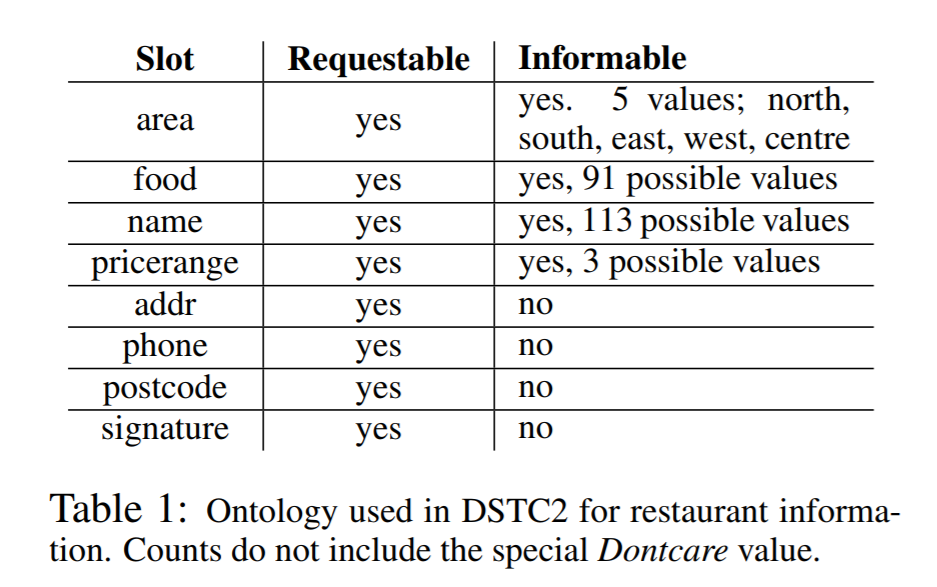 Slot Requestable Informable
area yes yes. 5 values; north, south, east, west, centre
food yes yes, 91 possible values
name yes yes, 113 possible values
pricerange yes yes, 3 possible values
addr yes no
phone yes no
postcode yes no
signature yes no
Table 1: Ontology used in DSTC2 for restaurant informa-
tion. Counts do not include the special Dontcare value.